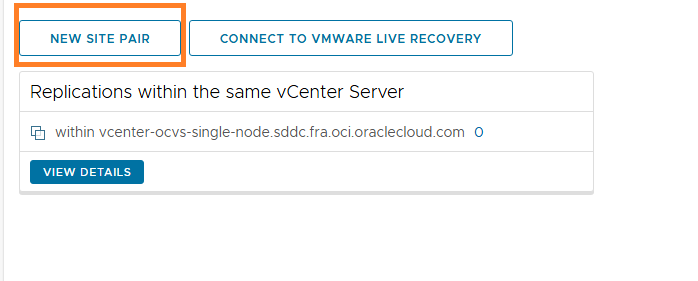 NEW SITE PAIR
CONNECT TO VMWARE LIVE RECOVERY
Replications within the same vCenter Server
within vcenter-ocvs-single-node.sddc.fra.oci.oraclecloud.com 0
VIEW DETAILS